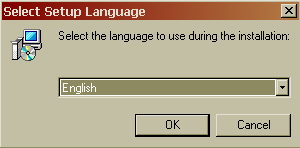 Select Setup Language
Select the language to use during the installation:
English
OK
Cancel